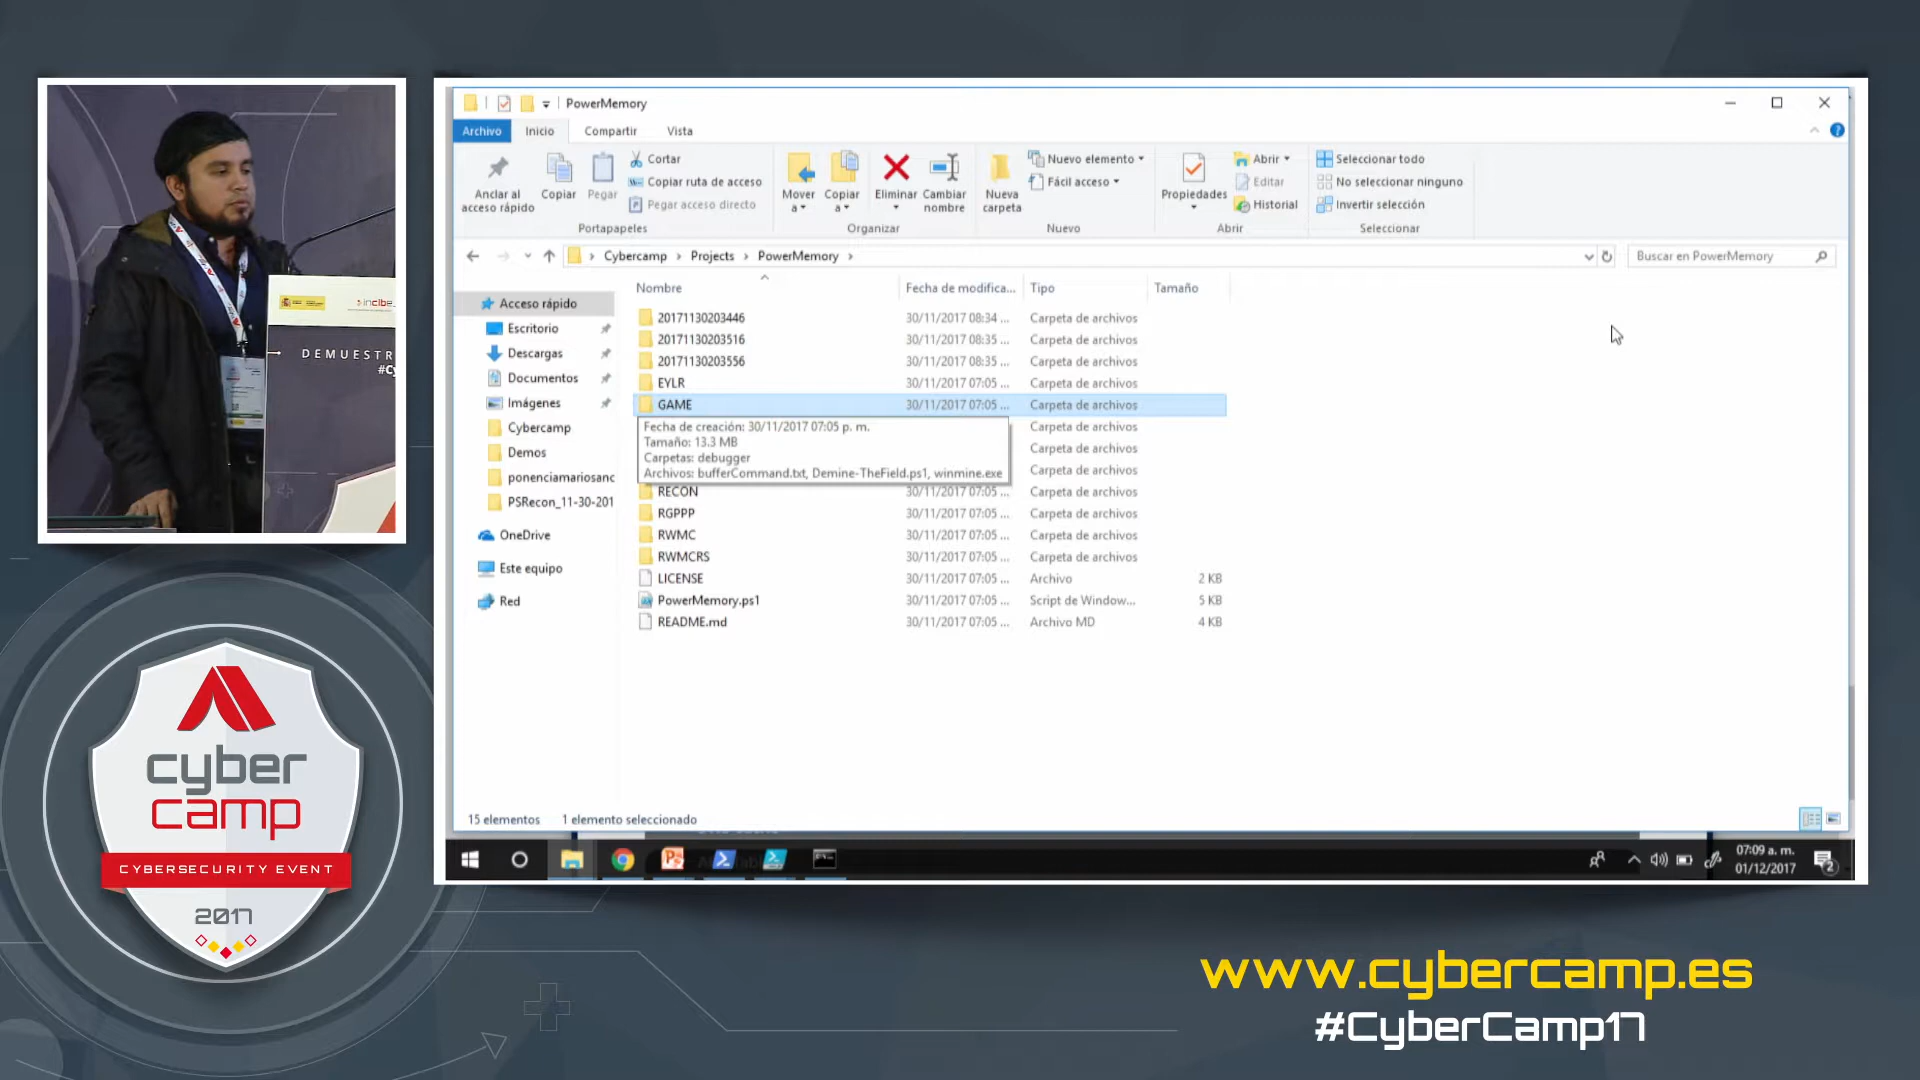 PowerMemory
Archivo Inicio Compartir Vista
Anclar al acceso rápido
Copiar
Pegar
Cortar
Copiar ruta de acceso
Pegar acceso directo
Mover a
Copiar a
Eliminar
Cambiar nombre
Nueva carpeta
Nuevo elemento
Fácil acceso
Propiedades
Abrir
Editar
Historial
Seleccionar todo
No seleccionar ninguno
Invertir selección
Portapapeles Organizar Nuevo Abrir Seleccionar
Cybercamp Projects PowerMemory
Buscar en PowerMemory
Nombre Fecha de modifica... Tipo Tamaño
Acceso rápido
Escritorio
Descargas
Documentos
Imágenes
Cybercamp
Demos
ponenciamariosanc
PSRecon_11-30-201
OneDrive
Este equipo
Red
20171130203446 30/11/2017 08:34 ... Carpeta de archivos
20171130203516 30/11/2017 08:35 ... Carpeta de archivos
20171130203556 30/11/2017 08:35 ... Carpeta de archivos
EYLR 30/11/2017 07:05 ... Carpeta de archivos
GAME 30/11/2017 07:05 ... Carpeta de archivos
Carpeta de archivos
Carpeta de archivos
Carpeta de archivos
Fecha de creación: 30/11/2017 07:05 p. m.
Tamaño: 13.3 MB
Carpetas: debugger
Archivos: bufferCommand.txt, Demine-TheField.ps1, winmine.exe
RECON 30/11/2017 07:05 ... Carpeta de archivos
RGPPP 30/11/2017 07:05 ... Carpeta de archivos
RWMC 30/11/2017 07:05 ... Carpeta de archivos
RWMCRS 30/11/2017 07:05 ... Carpeta de archivos
LICENSE 30/11/2017 07:05 ... Archivo 2 KB
PowerMemory.ps1 30/11/2017 07:05 ... Script de Window... 5 KB
README.md 30/11/2017 07:05 ... Archivo MD 4 KB
15 elementos 1 elemento seleccionado
07:09 a. m.
01/12/2017
2
incibe
DEMUESTR
#Cy
cyber
camp
CYBERSECURITY EVENT
2017
www.cybercamp.es
#CyberCamp17